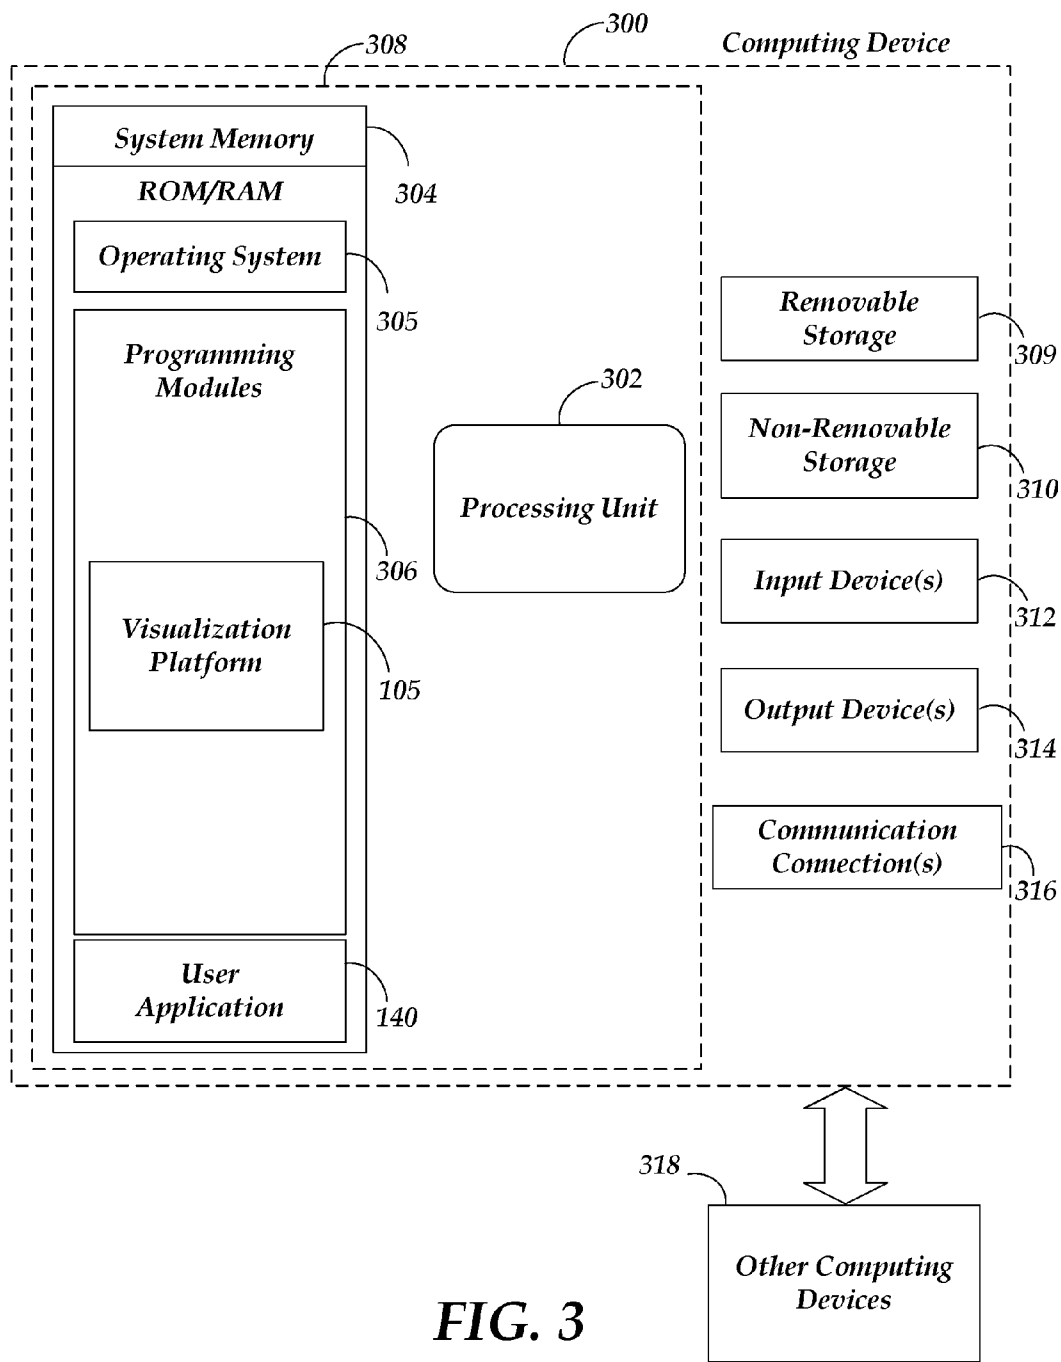 300
Computing Device
308
System Memory
304
ROM/RAM
Operating System
305
Programming
Modules
306
Visualization
Platform
105
User
Application
140
302
Processing Unit
Removable
Storage
309
Non-Removable
Storage
310
Input Device(s)
312
Output Device(s)
314
Communication
Connection(s)
316
318
Other Computing
Devices
FIG. 3